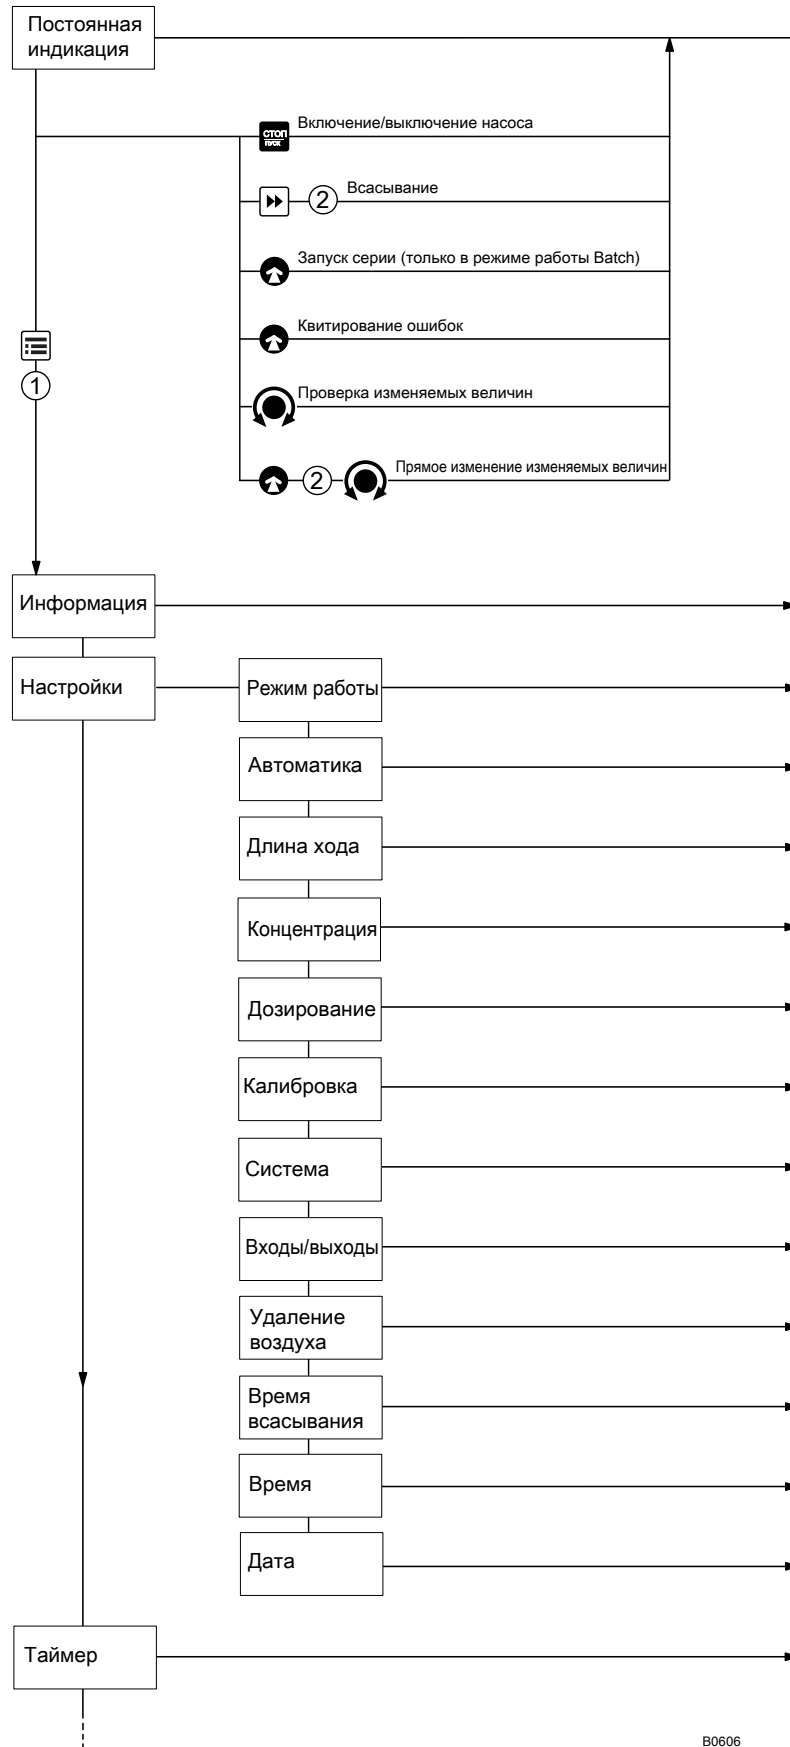 Постоянная
индикация
СТОП
ПУСК
Включение/выключение насоса
2
Всасывание
Запуск серии (только в режиме работы Batch)
Квитирование ошибок
1
Проверка изменяемых величин
2
Прямое изменение изменяемых величин
Информация
Настройки
Режим работы
Автоматика
Длина хода
Концентрация
Дозирование
Калибровка
Система
Входы/выходы
Удаление
воздуха
Время
всасывания
Время
Дата
Таймер
B0606